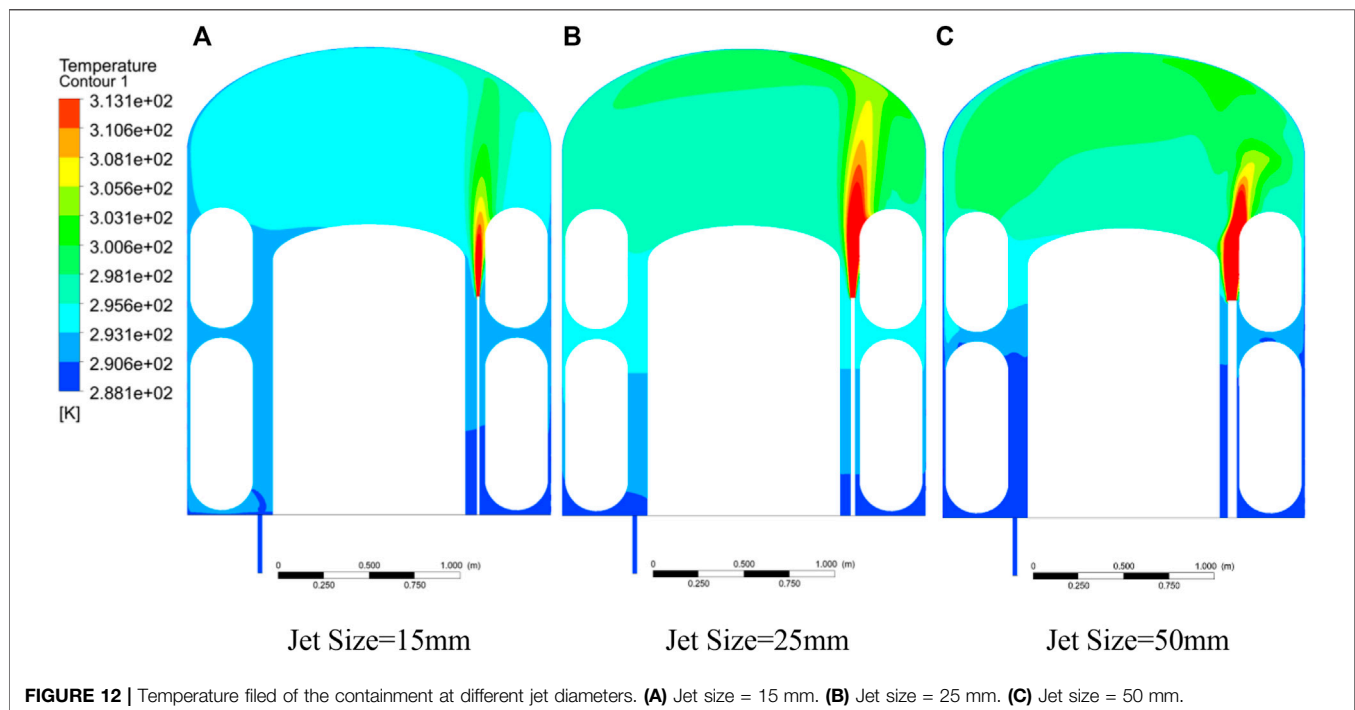 A
B
C
Temperature
Contour 1
3.131e+02
3.106e+02
3.081e+02
3.056e+02
3.031e+02
3.006e+02
2.981e+02
2.956e+02
2.931e+02
2.906e+02
2.881e+02
[K]
0 0.500 1.000 (m)
0.250 0.750
0 0.500 1.000 (m)
0.250 0.750
0 0.500 1.000 (m)
0.250 0.750
Jet Size=15mm
Jet Size=25mm
Jet Size=50mm
FIGURE 12 | Temperature filed of the containment at different jet diameters. (A) Jet size = 15 mm. (B) Jet size = 25 mm. (C) Jet size = 50 mm.